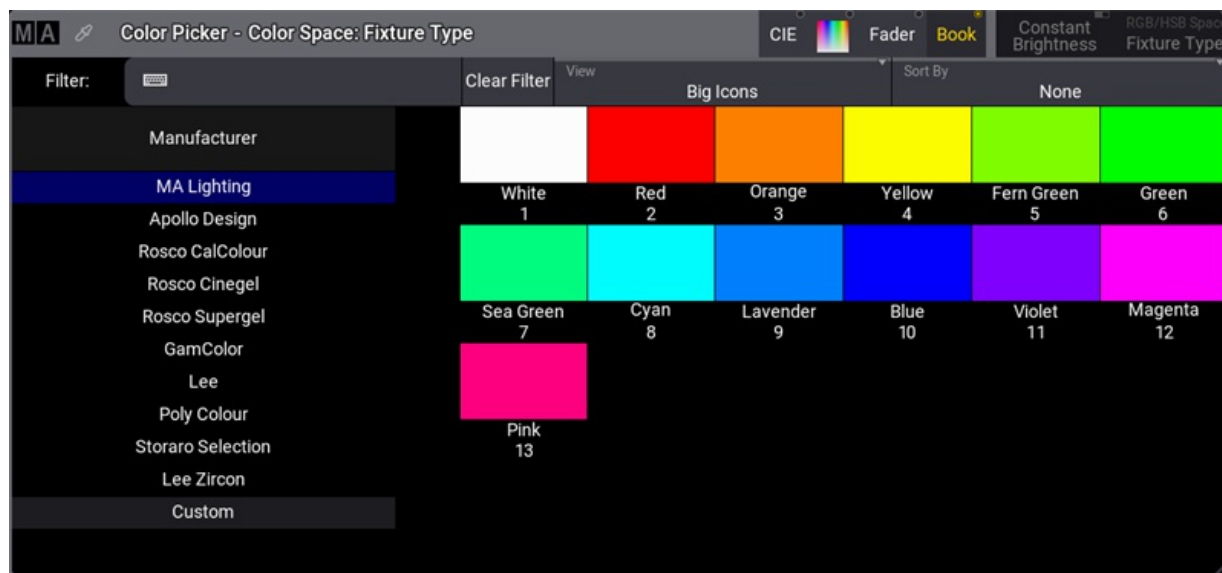 MA Color Picker - Color Space: Fixture Type CIE Fader Book Constant Brightness RGB/HSB Space Fixture Type
Filter: Clear Filter View Big Icons Sort By None
Manufacturer
MA Lighting
Apollo Design
Rosco CalColour
Rosco Cinegel
Rosco Supergel
GamColor
Lee
Poly Colour
Storaro Selection
Lee Zircon
Custom
White Red Orange Yellow Fern Green Green
1 2 3 4 5 6
Sea Green Cyan Lavender Blue Violet Magenta
7 8 9 10 11 12
Pink
13